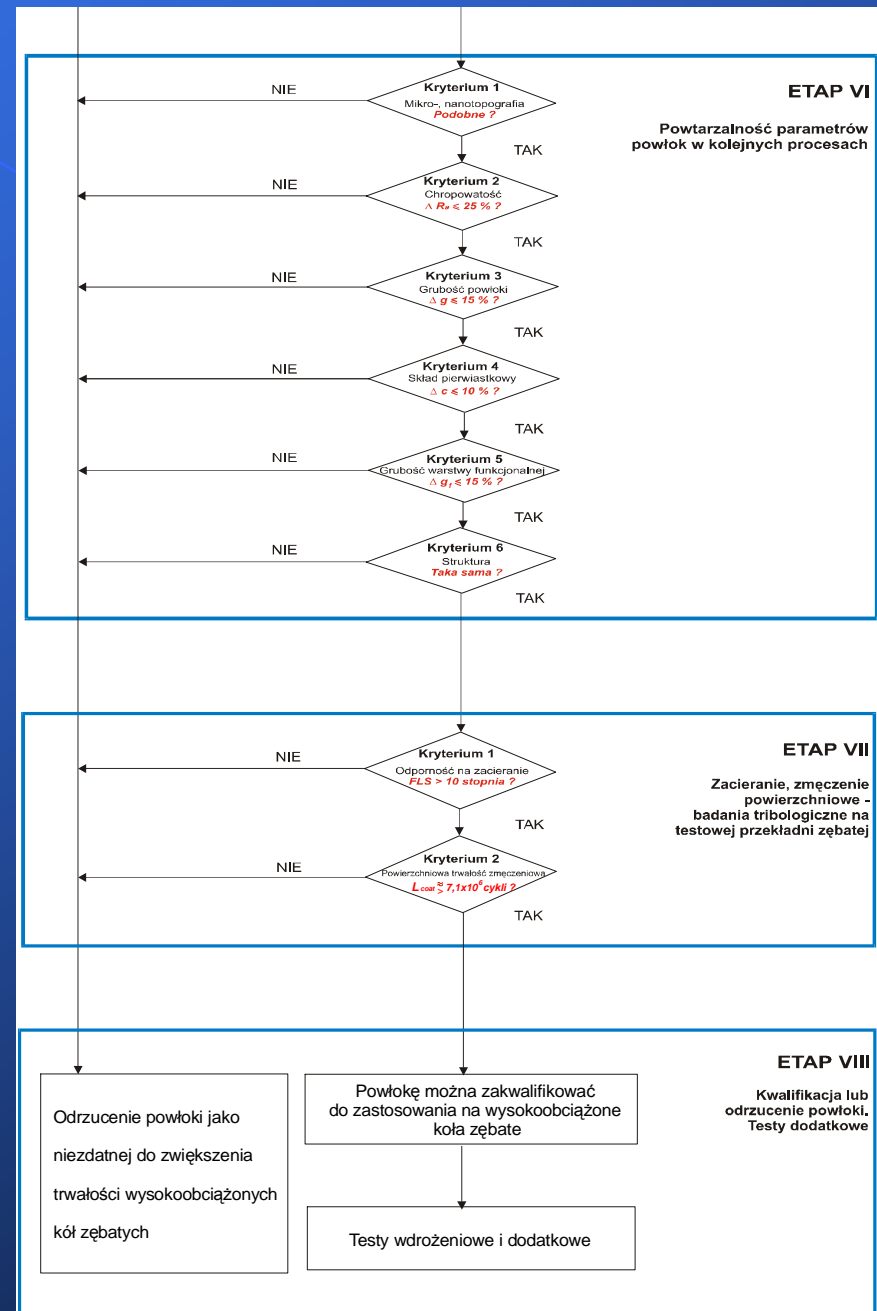 ETAP VI
Powtarzalność parametrów
powłok w kolejnych procesach
Kryterium 1
Mikro-, nanotopografia
Podobne ?
NIE
TAK
Kryterium 2
Chropowatość
Δ Rₐ ≤ 25 % ?
NIE
TAK
Kryterium 3
Grubość powłoki
Δ g ≤ 15 % ?
NIE
TAK
Kryterium 4
Skład pierwiastkowy
Δ c ≤ 10 % ?
NIE
TAK
Kryterium 5
Grubość warstwy funkcjonalnej
Δ g₁ ≤ 15 % ?
NIE
TAK
Kryterium 6
Struktura
Taka sama ?
NIE
TAK
ETAP VII
Zacieranie, zmęczenie
powierzchniowe -
badania tribologiczne na
testowej przekładni zębatej
Kryterium 1
Odporność na zacieranie
FLS > 10 stopnia ?
NIE
TAK
Kryterium 2
Powierzchniowa trwałość zmęczeniowa
L coat ⪆ 7,1x10⁶ cykli ?
NIE
TAK
ETAP VIII
Kwalifikacja lub
odrzucenie powłoki.
Testy dodatkowe
Odrzucenie powłoki jako
niezdatnej do zwiększenia
trwałości wysokoobciążonych
kół zębatych
Powłokę można zakwalifikować
do zastosowania na wysokoobciążone
koła zębate
Testy wdrożeniowe i dodatkowe